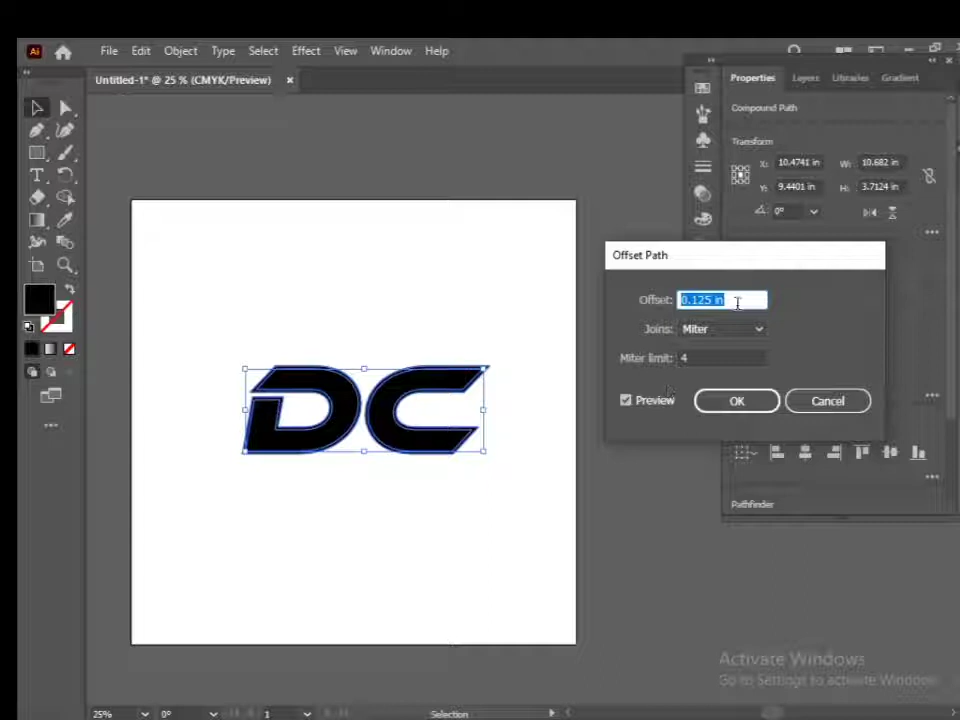 Ai File Edit Object Type Select Effect View Window Help
Untitled-1* @ 25 % (CMYK/Preview) ×
Properties Layers Libraries Gradient
Compound Path
Transform
X: 10.4741 in W: 10.682 in
Y: 9.4401 in H: 3.7124 in
0°
Offset Path
Offset: 0.125 in
Joins: Miter
Miter limit: 4
Preview OK Cancel
DC
Pathfinder
Activate Windows
Go to Settings to activate Windows.
25% 0° 1 Selection